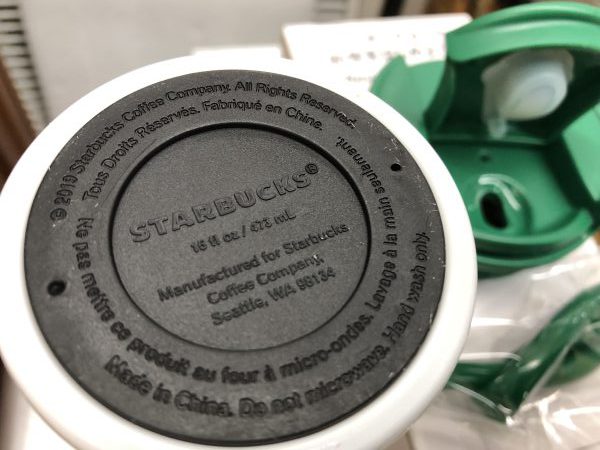 © 2019 Starbucks Coffee Company. All Rights Reserved.
Tous Droits Réservés. Fabriqué en China.
STARBUCKS®
16 fl oz / 473 mL
Manufactured for Starbucks
Coffee Company,
Seattle, WA 98134
Ne pas mettre ce produit au four à micro-ondes. Lavage à la main seulement.
Made in China. Do not microwave. Hand wash only.